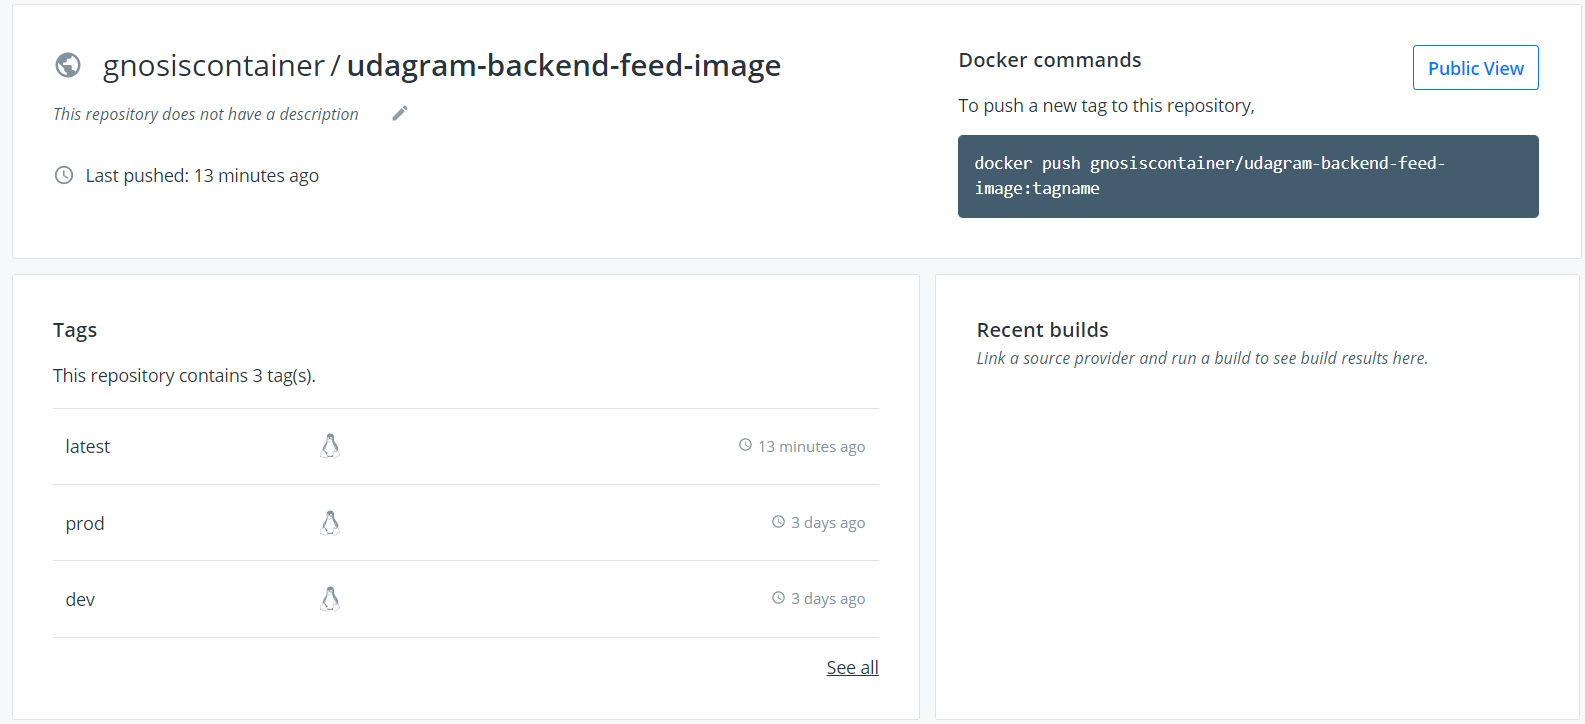 gnosiscontainer / udagram-backend-feed-image
This repository does not have a description
Last pushed: 13 minutes ago
Docker commands
Public View
To push a new tag to this repository,
docker push gnosiscontainer/udagram-backend-feed-
image:tagname
Tags
This repository contains 3 tag(s).
latest 13 minutes ago
prod 3 days ago
dev 3 days ago
See all
Recent builds
Link a source provider and run a build to see build results here.